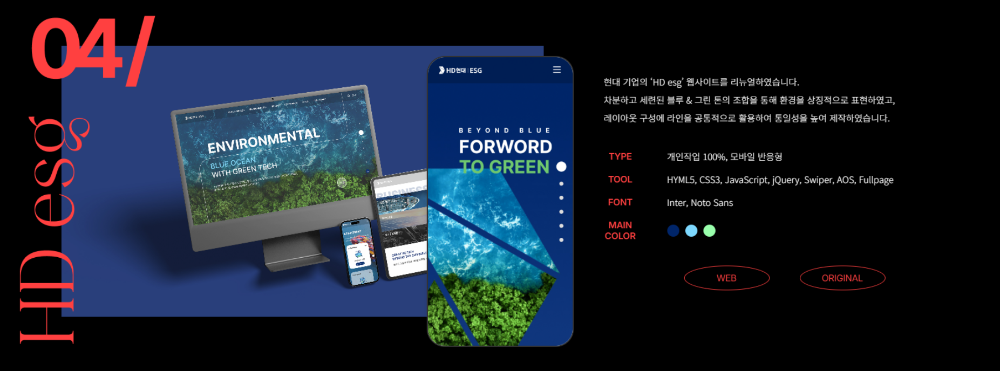 04/
HD esg
ENVIRONMENTAL
BLUE OCEAN
WITH GREEN TECH
BUSINESS
GREAT ACTION
BEYOND THE
HD현대 | ESG
BEYOND BLUE
FORWORD
TO GREEN
현대 기업의 ‘HD esg’ 웹사이트를 리뉴얼하였습니다.
차분하고 세련된 블루 & 그린 톤의 조합을 통해 환경을 상징적으로 표현하였고,
레이아웃 구성에 라인을 공통적으로 활용하여 통일성을 높여 제작하였습니다.
TYPE 개인작업 100%, 모바일 반응형
TOOL HYML5, CSS3, JavaScript, jQuery, Swiper, AOS, Fullpage
FONT Inter, Noto Sans
MAIN
COLOR
WEB ORIGINAL